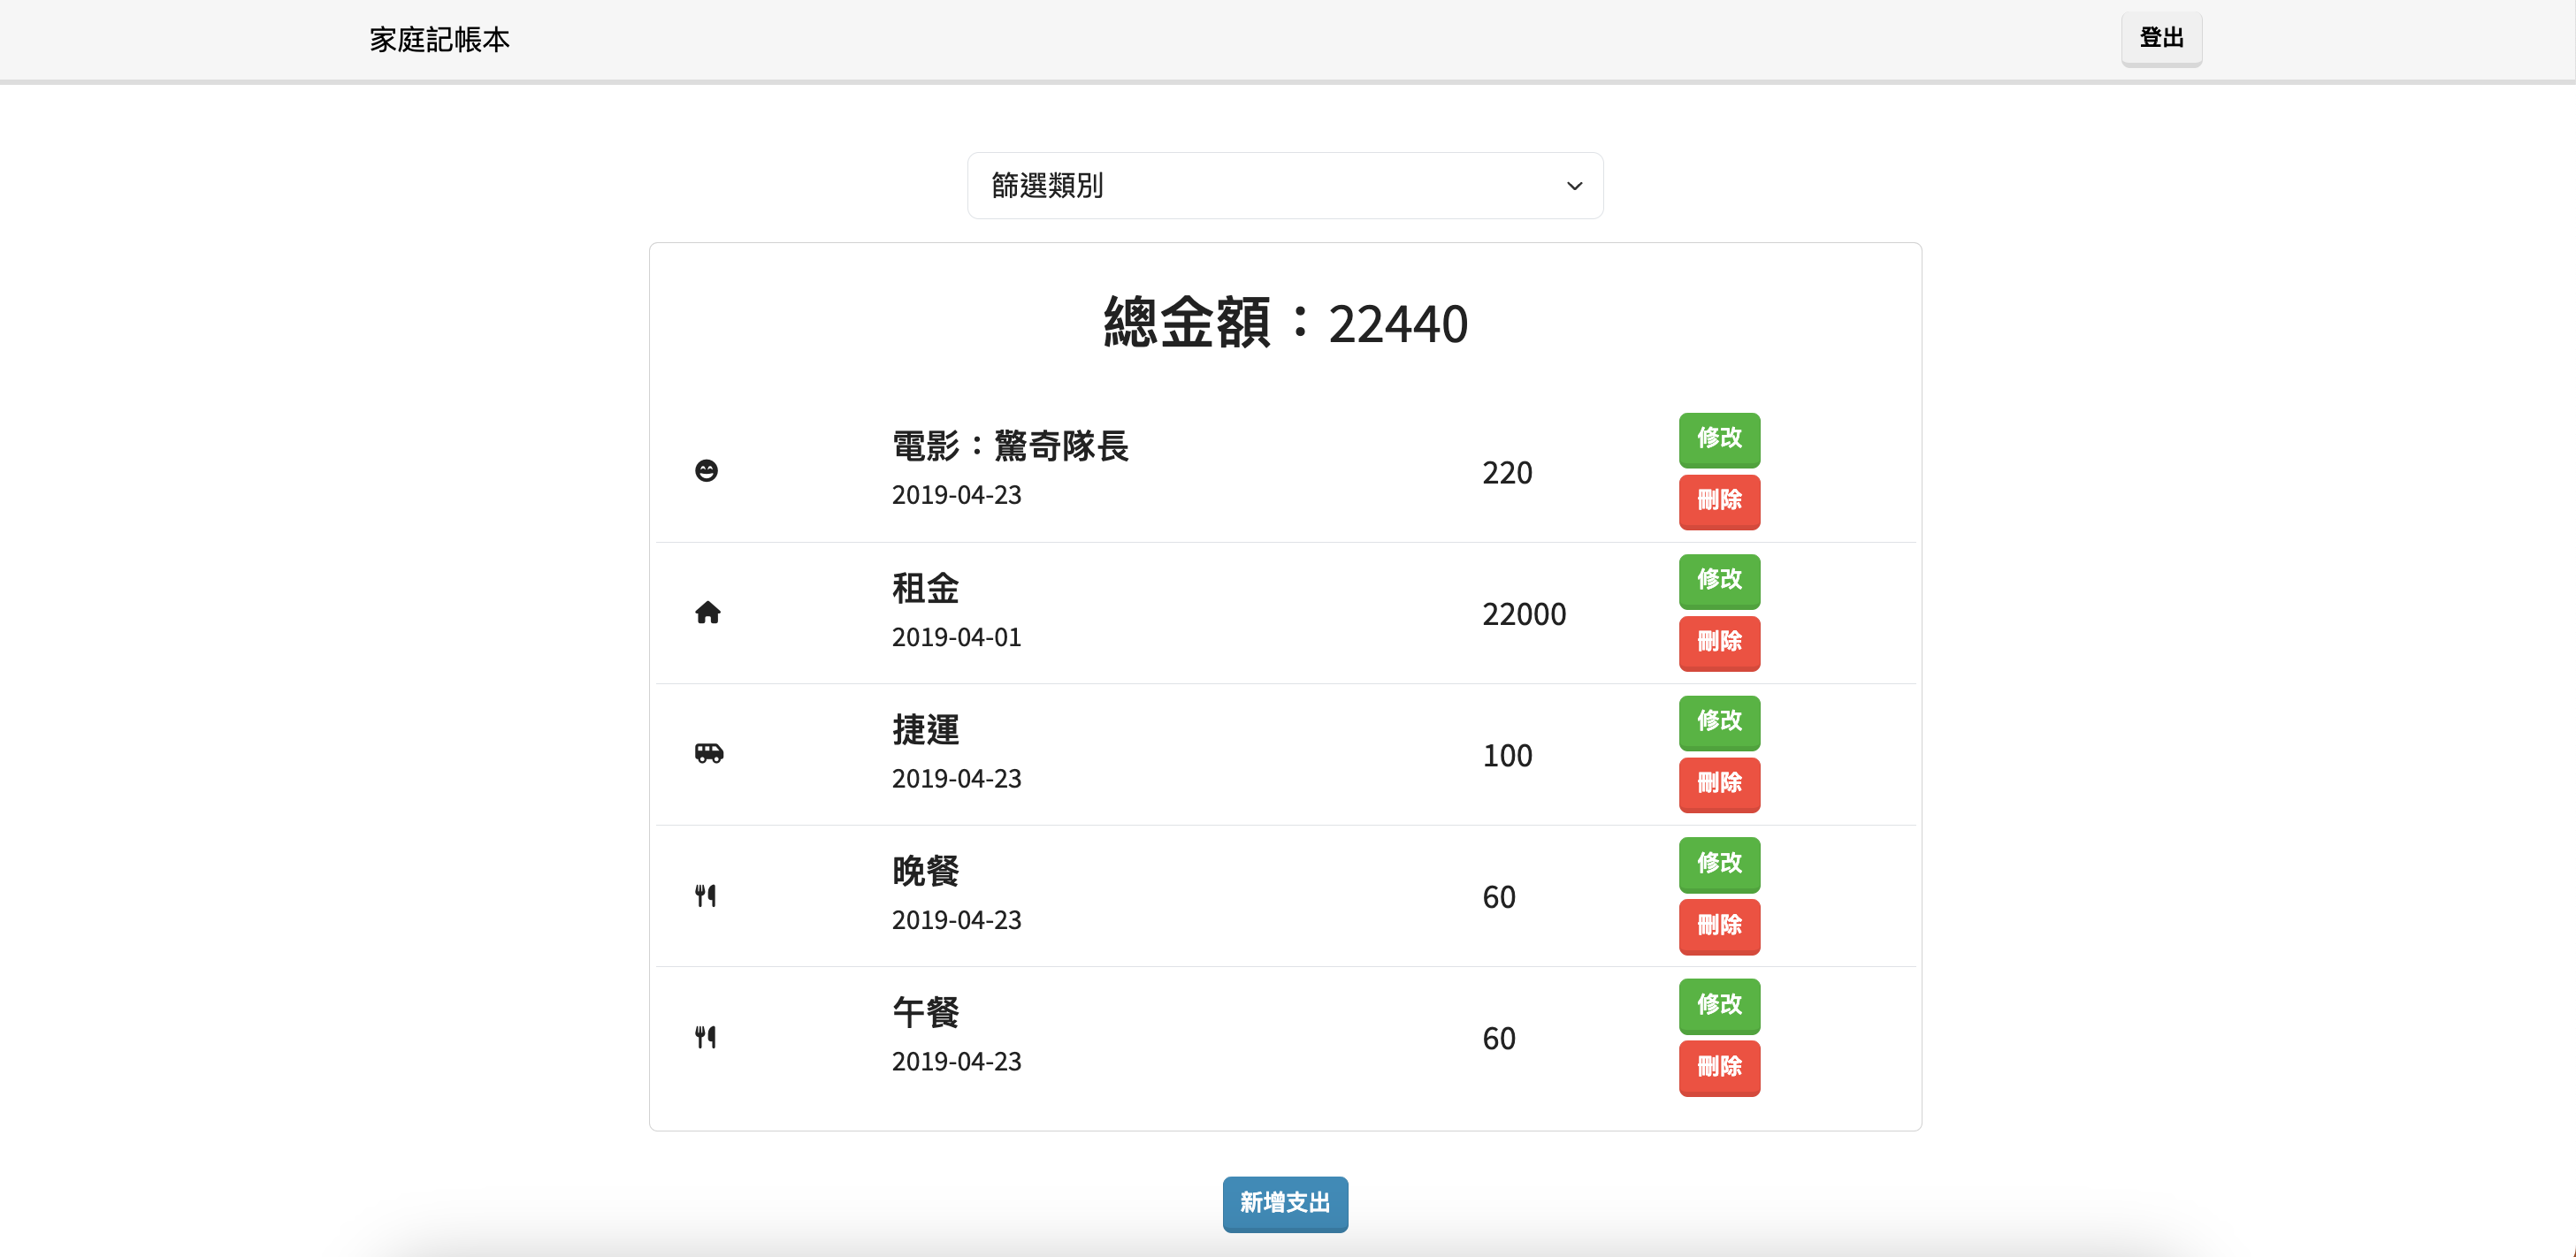 家庭記帳本
登出
篩選類別
總金額：22440
電影：驚奇隊長
2019-04-23
220
修改
刪除
租金
2019-04-01
22000
修改
刪除
捷運
2019-04-23
100
修改
刪除
晚餐
2019-04-23
60
修改
刪除
午餐
2019-04-23
60
修改
刪除
新增支出